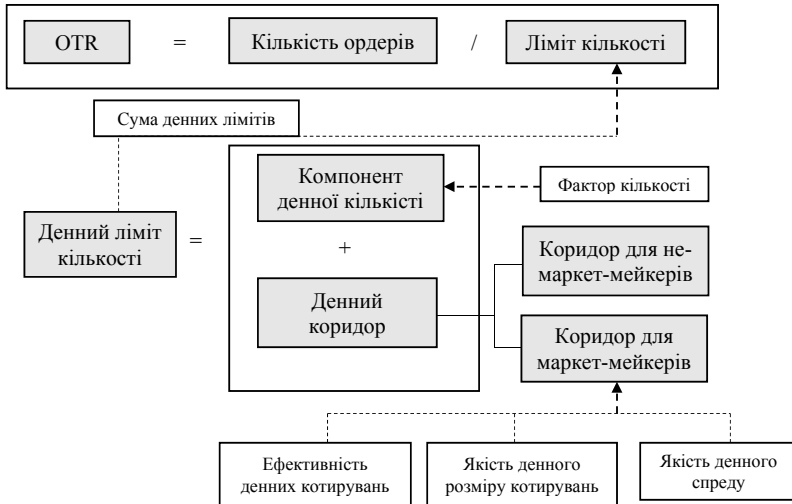 OTR = Кількість ордерів / Ліміт кількості
Сума денних лімітів
Компонент
денної кількісті
Фактор кількості
Денний ліміт
кількості
=
+
Денний
коридор
Коридор для не-
маркет-мейкерів
Коридор для
маркет-мейкерів
Ефективність
денних котирувань
Якість денного
розміру котирувань
Якість денного
спреду